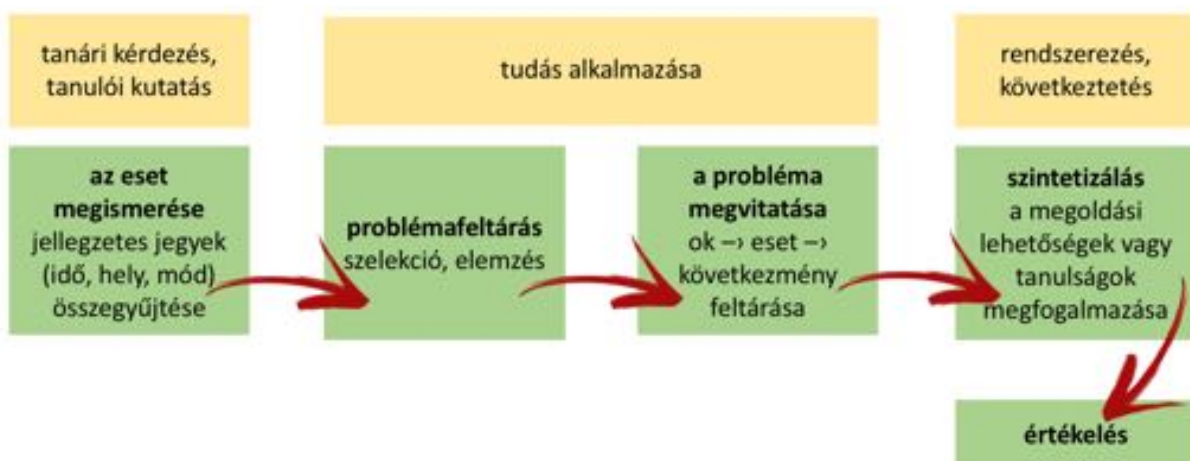 tanári kérdezés,
tanulói kutatás
tudás alkalmazása
rendszerezés,
következtetés
az eset
megismerése
jellegzetes jegyek
(idő, hely, mód)
összegyűjtése
problémafeltárás
szelekció, elemzés
a probléma
megvitatása
ok –› eset –›
következmény
feltárása
szintetizálás
a megoldási
lehetőségek vagy
tanulságok
megfogalmazása
értékelés